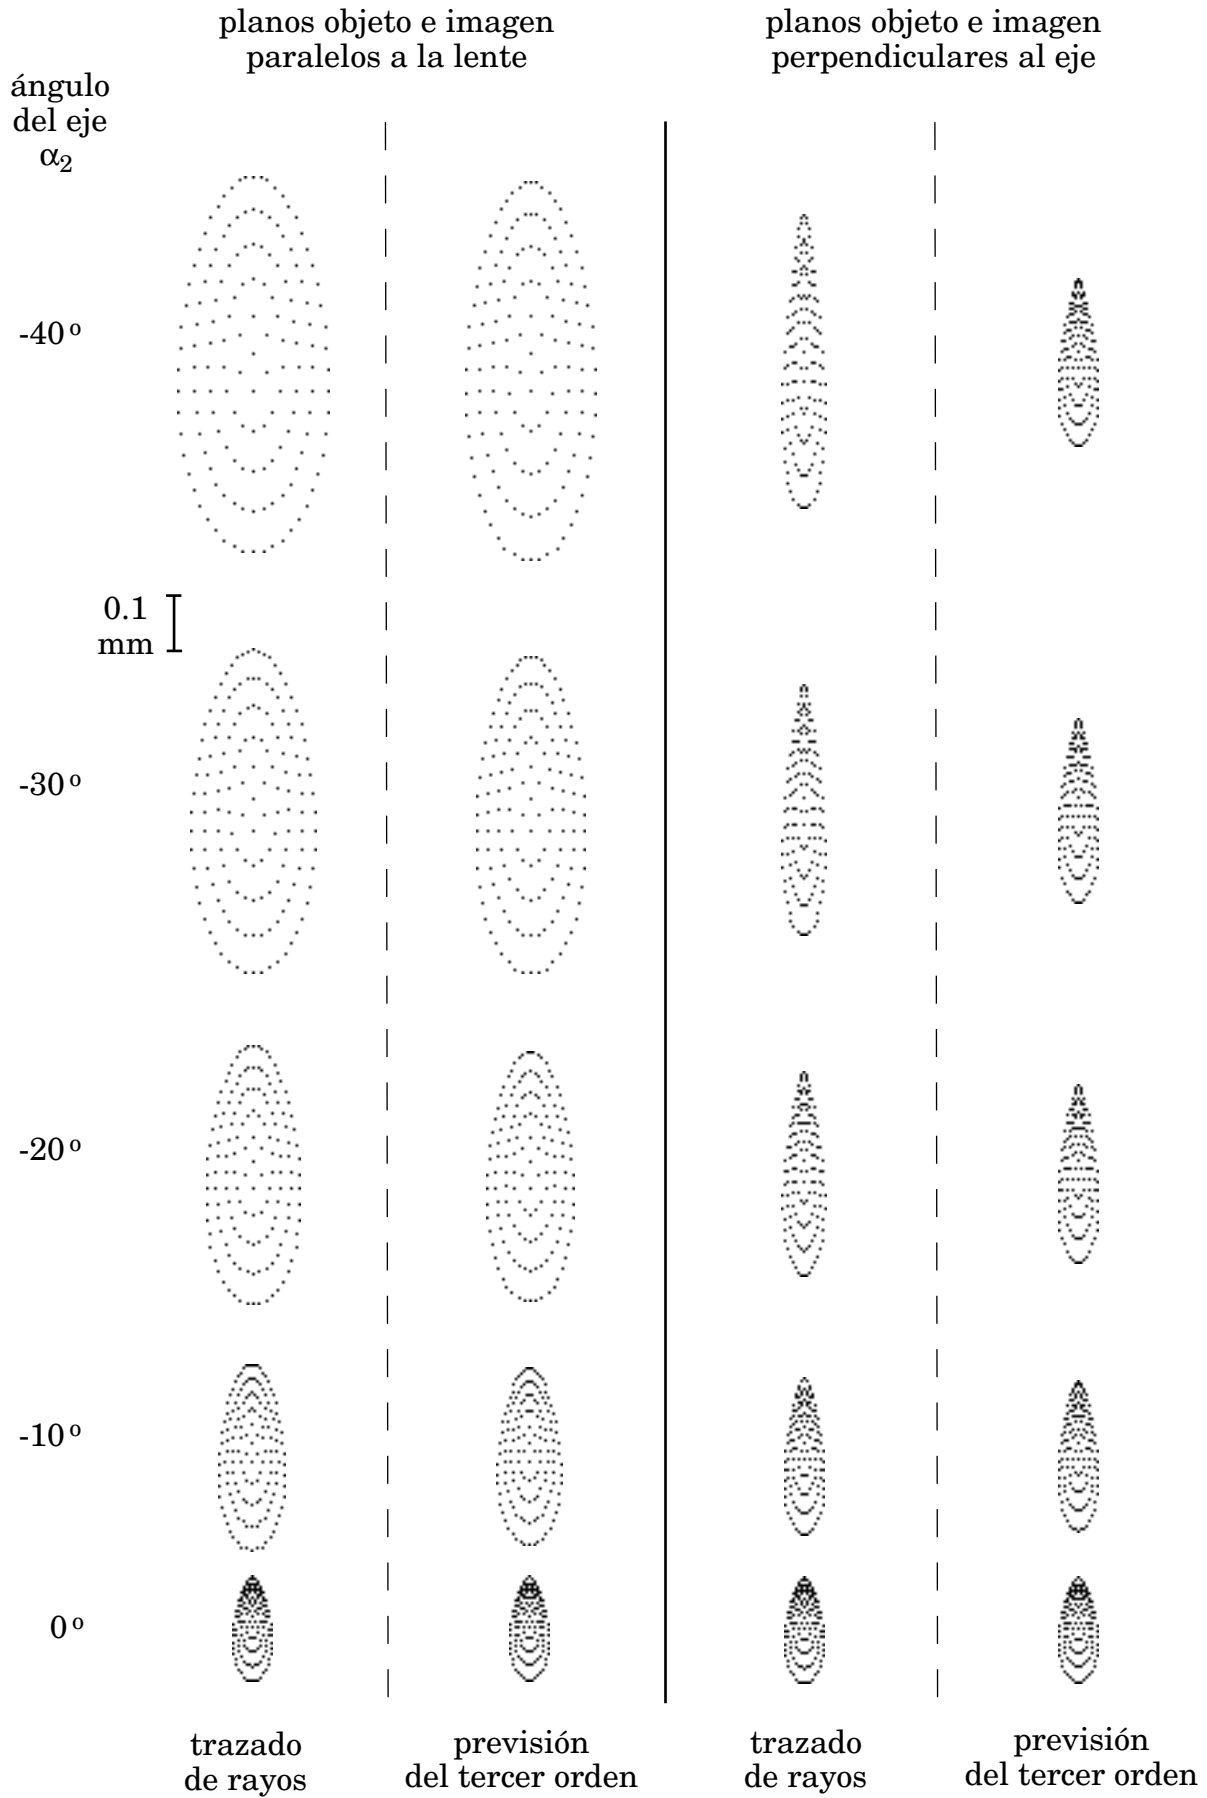 planos objeto e imagen
paralelos a la lente
planos objeto e imagen
perpendiculares al eje
ángulo
del eje
α₂
-40º
0.1
mm
-30º
-20º
-10º
0º
trazado
de rayos
previsión
del tercer orden
trazado
de rayos
previsión
del tercer orden